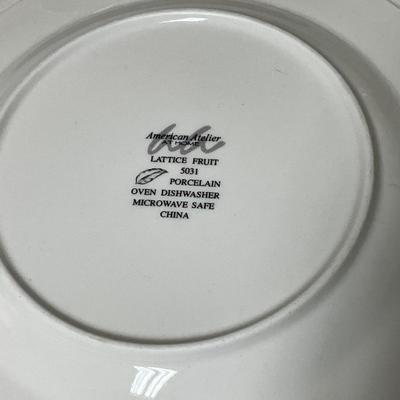 American Atelier
AT HOME
LATTICE FRUIT
5031
PORCELAIN
OVEN DISHWASHER
MICROWAVE SAFE
CHINA